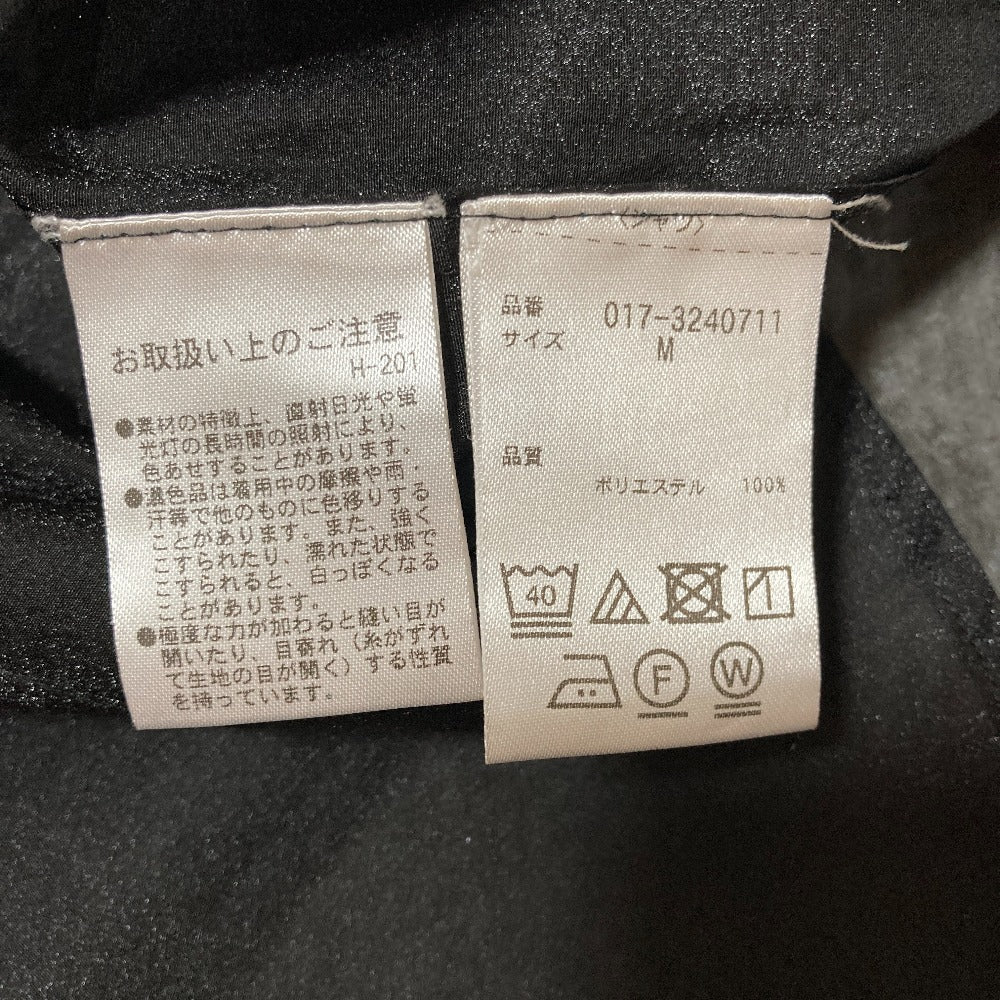 お取扱い上のご注意
H-201
●素材の特徴上、直射日光や蛍
光灯の長時間の照射により、
色あせすることがあります。
●濃色品は着用中の摩擦や雨・
汗等で他のものに色移りする
ことがあります。また、強く
こすられたり、濡れた状態で
こすられると、白っぽくなる
ことがあります。
●極度な力が加わると縫い目が
開いたり、目寄れ（糸がずれ
て生地の目が開く）する性質
を持っています。
〈シャツ〉
品番 017-3240711
サイズ M
品質
ポリエステル 100%
40
F
W